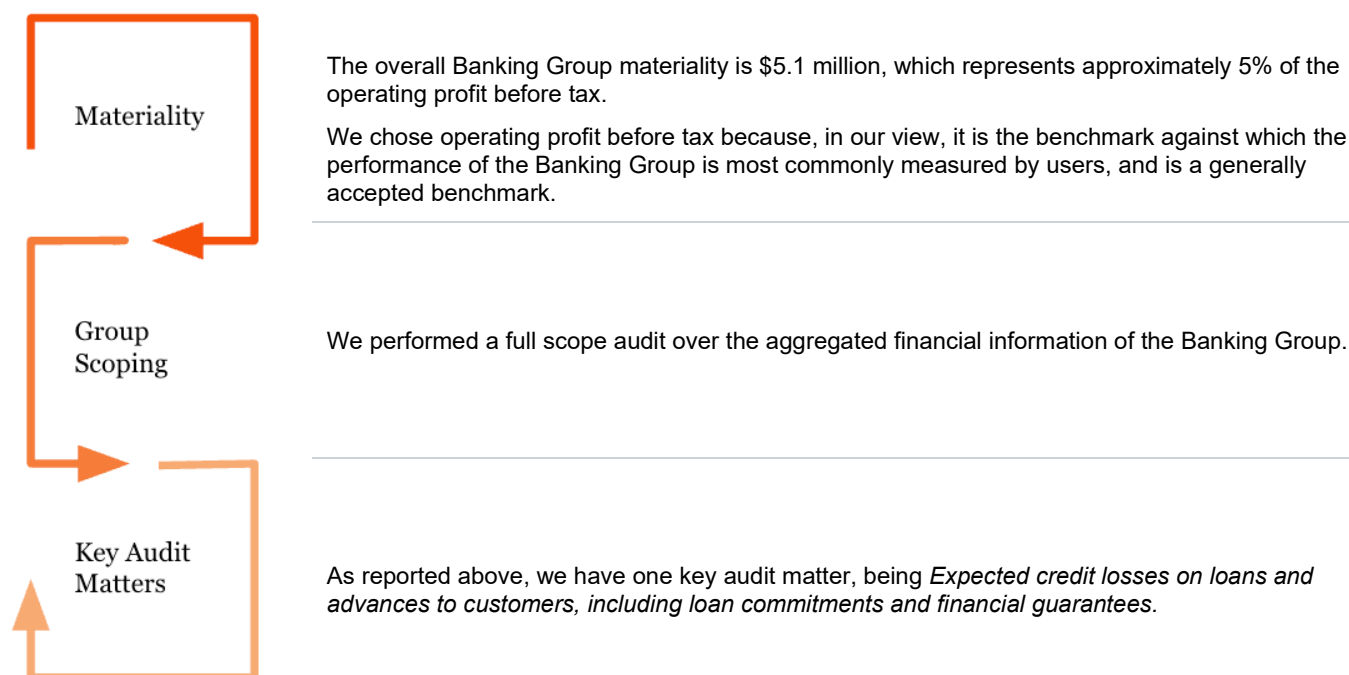 Materiality
The overall Banking Group materiality is $5.1 million, which represents approximately 5% of the
operating profit before tax.
We chose operating profit before tax because, in our view, it is the benchmark against which the
performance of the Banking Group is most commonly measured by users, and is a generally
accepted benchmark.
Group
Scoping
We performed a full scope audit over the aggregated financial information of the Banking Group.
Key Audit
Matters
As reported above, we have one key audit matter, being Expected credit losses on loans and
advances to customers, including loan commitments and financial guarantees.